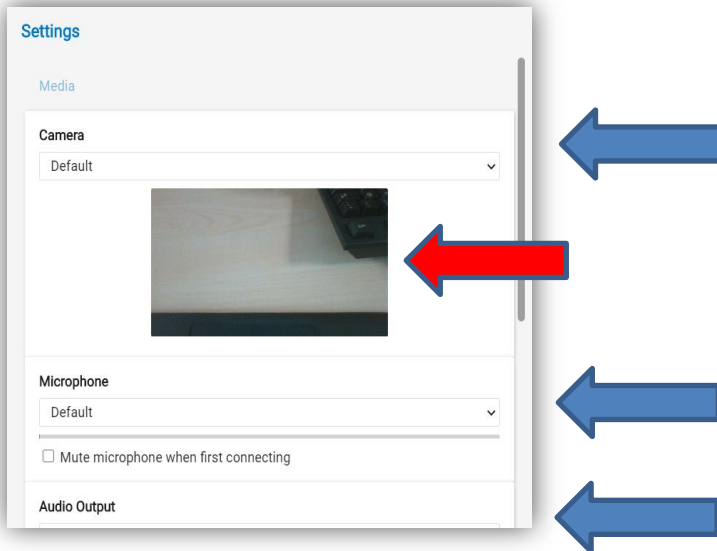 Settings
Media
Camera
Default
Microphone
Default
Mute microphone when first connecting
Audio Output